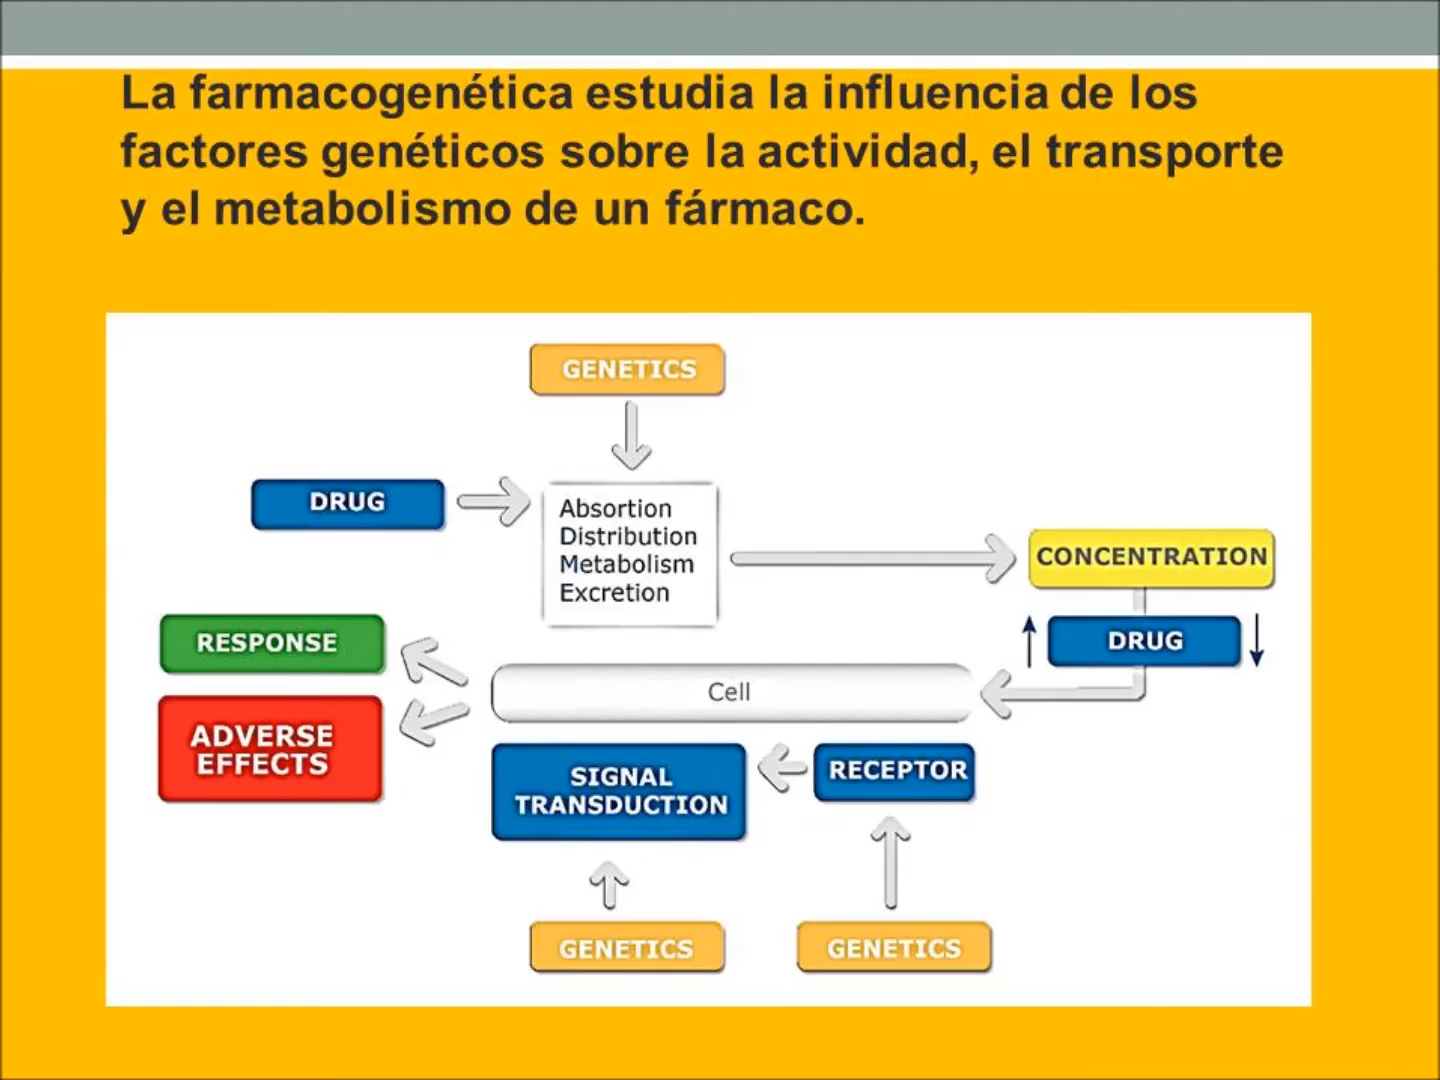 La farmacogenética estudia la influencia de los
factores genéticos sobre la actividad, el transporte
y el metabolismo de un fármaco.
GENETICS
DRUG
Absortion
Distribution
Metabolism
Excretion
CONCENTRATION
DRUG
RESPONSE
Cell
ADVERSE
EFFECTS
SIGNAL
TRANSDUCTION
RECEPTOR
GENETICS
GENETICS